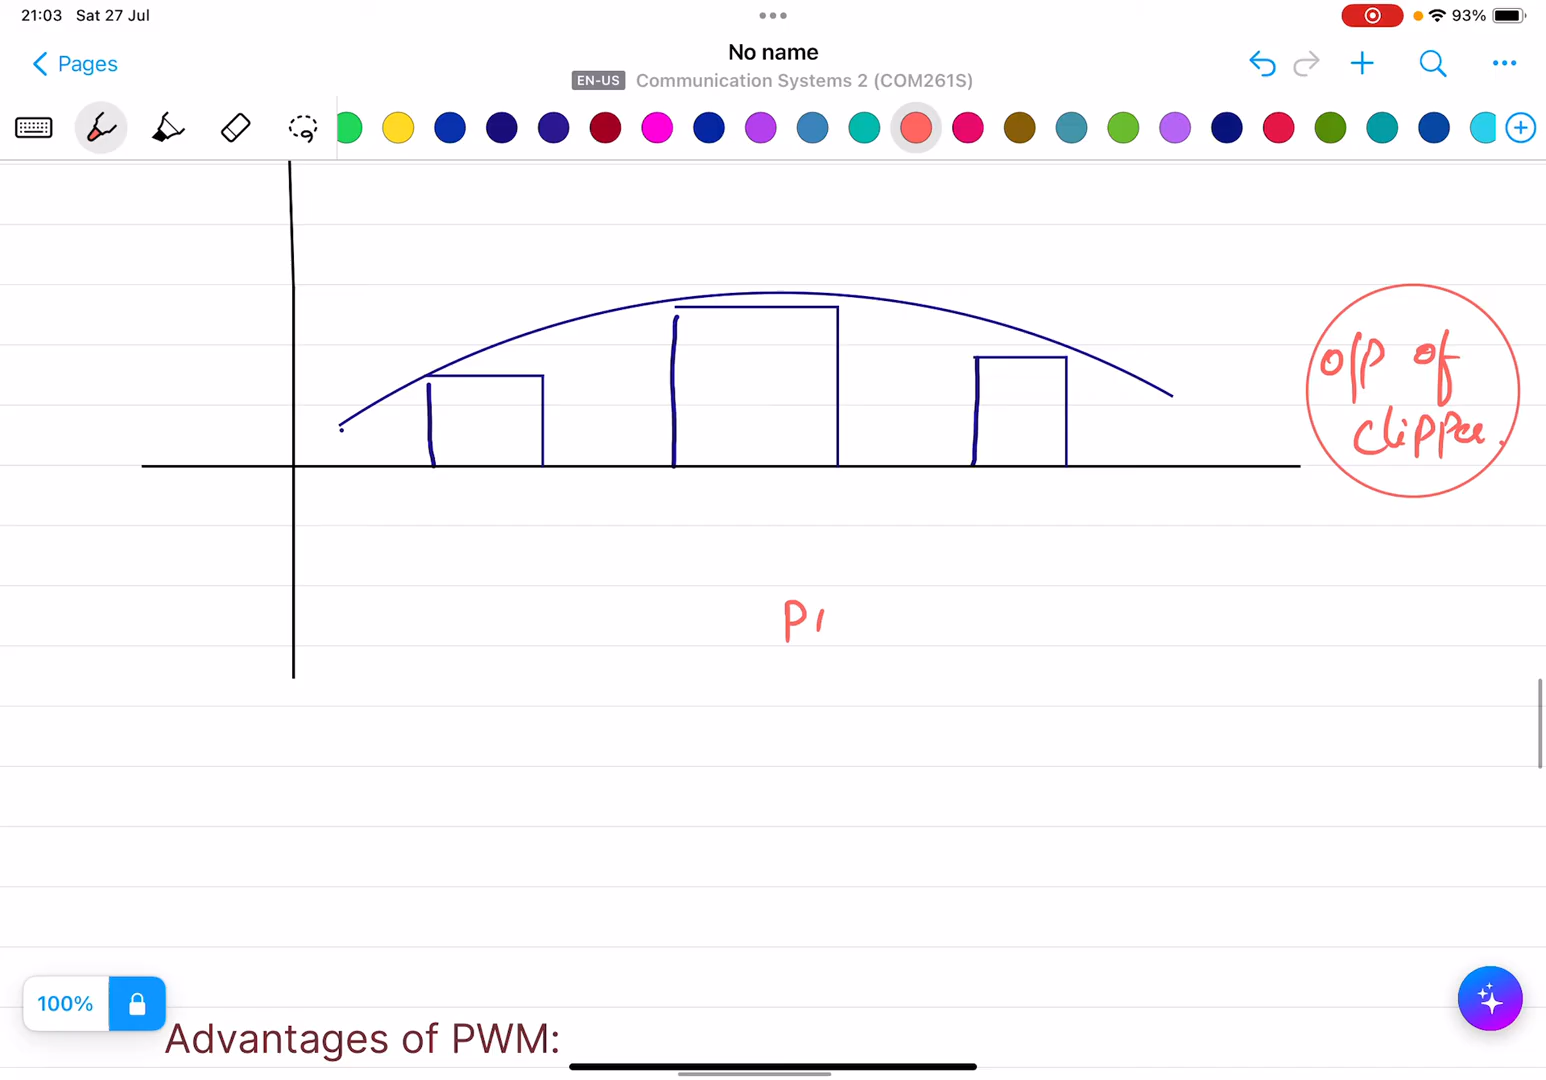 21:03 Sat 27 Jul
93%
Pages
No name
EN-US Communication Systems 2 (COM261S)
O/P of
clipper.
P
100%
Advantages of PWM: